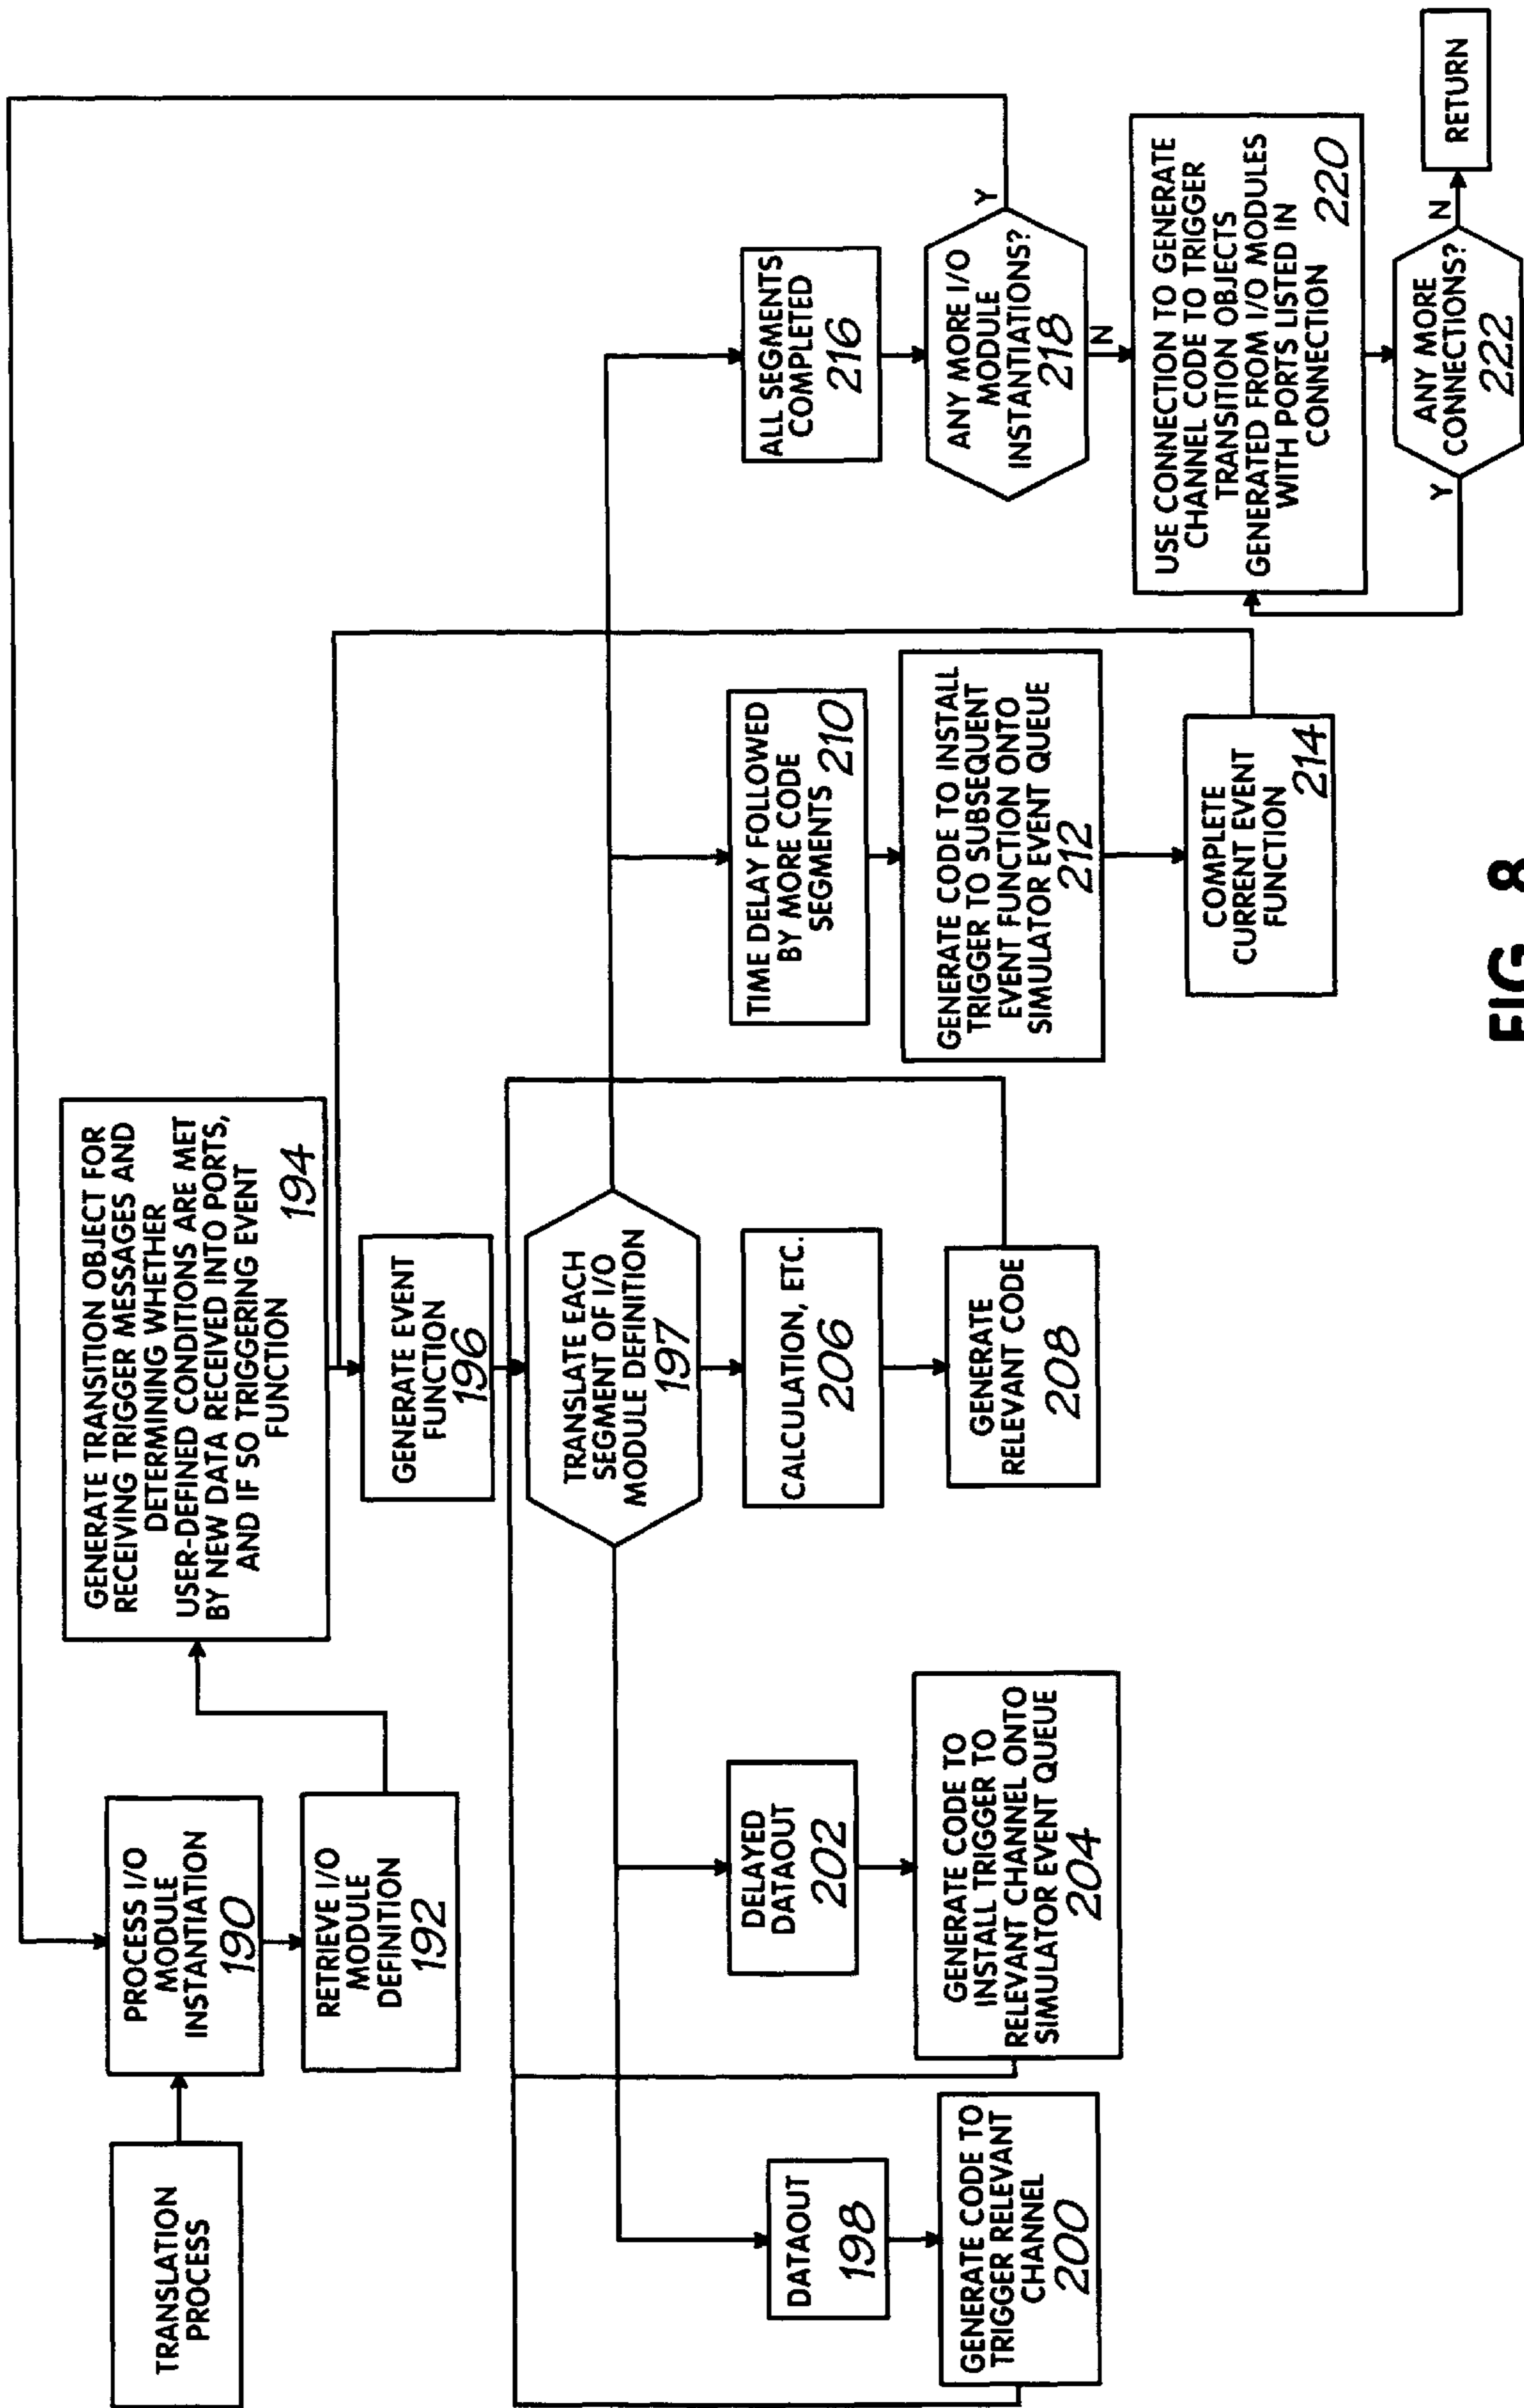 TRANSLATION
PROCESS
PROCESS I/O
MODULE
INSTANTIATION
190
RETRIEVE I/O
MODULE
DEFINITION
192
GENERATE TRANSITION OBJECT FOR
RECEIVING TRIGGER MESSAGES AND
DETERMINING WHETHER
USER-DEFINED CONDITIONS ARE MET
BY NEW DATA RECEIVED INTO PORTS,
AND IF SO TRIGGERING EVENT
FUNCTION
194
GENERATE EVENT
FUNCTION
196
TRANSLATE EACH
SEGMENT OF I/O
MODULE DEFINITION
197
DATAOUT
198
GENERATE CODE TO
TRIGGER RELEVANT
CHANNEL
200
DELAYED
DATAOUT
202
GENERATE CODE TO
INSTALL TRIGGER TO
RELEVANT CHANNEL ONTO
SIMULATOR EVENT QUEUE
204
CALCULATION, ETC.
206
GENERATE
RELEVANT CODE
208
TIME DELAY FOLLOWED
BY MORE CODE
SEGMENTS 210
GENERATE CODE TO INSTALL
TRIGGER TO SUBSEQUENT
EVENT FUNCTION ONTO
SIMULATOR EVENT QUEUE
212
COMPLETE
CURRENT EVENT
FUNCTION
214
ALL SEGMENTS
COMPLETED
216
ANY MORE I/O
MODULE
INSTANTIATIONS?
218
Y
N
USE CONNECTION TO GENERATE
CHANNEL CODE TO TRIGGER
TRANSITION OBJECTS
GENERATED FROM I/O MODULES
WITH PORTS LISTED IN
CONNECTION
220
ANY MORE
CONNECTIONS?
222
Y
N
RETURN
FIG. 8